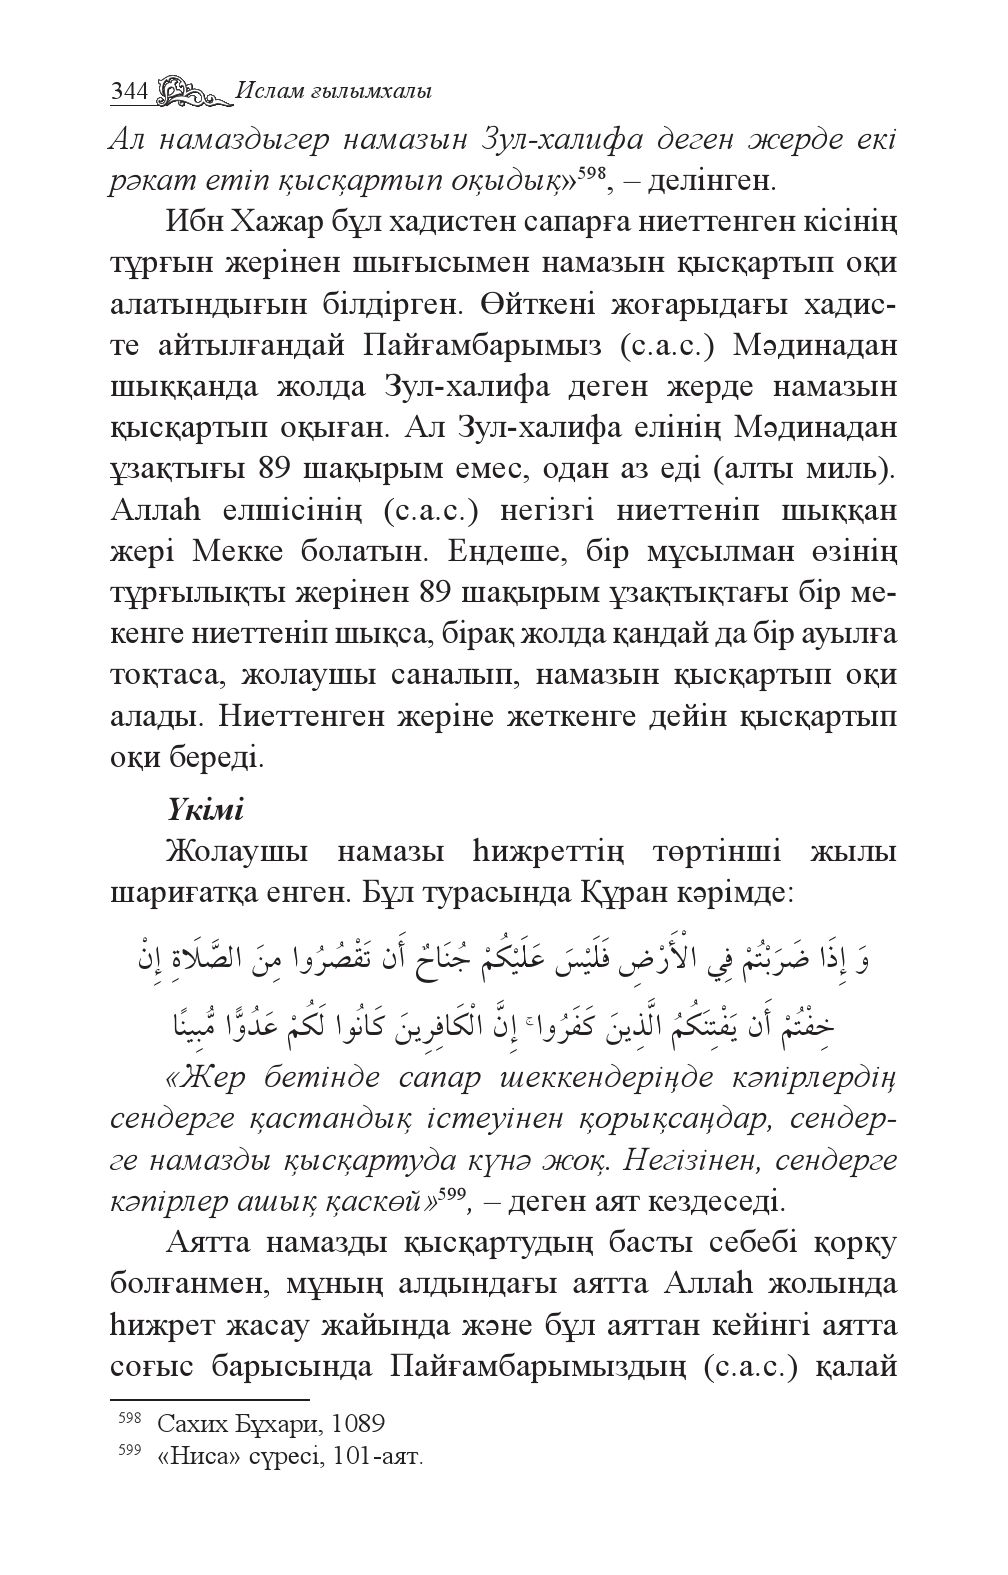 344 Ислам ғылымхалы
Ал намаздыгер намазын Зул-халифа деген жерде екі
рәкат етіп қысқартып оқыдық»598, – делінген.
Ибн Хажар бұл хадистен сапарға ниеттенген кісінің
тұрғын жерінен шығысымен намазын қысқартып оқи
алатындығын білдірген. Өйткені жоғарыдағы хадис-
те айтылғандай Пайғамбарымыз (с.а.с.) Мәдинадан
шыққанда жолда Зул-халифа деген жерде намазын
қысқартып оқыған. Ал Зул-халифа елінің Мәдинадан
ұзақтығы 89 шақырым емес, одан аз еді (алты миль).
Аллаһ елшісінің (с.а.с.) негізгі ниеттеніп шыққан
жері Мекке болатын. Ендеше, бір мұсылман өзінің
тұрғылықты жерінен 89 шақырым ұзақтықтағы бір ме-
кенге ниеттеніп шықса, бірақ жолда қандай да бір ауылға
тоқтаса, жолаушы саналып, намазын қысқартып оқи
алады. Ниеттенген жеріне жеткенге дейін қысқартып
оқи береді.
Үкімі
Жолаушы намазы һижреттің төртінші жылы
шариғатқа енген. Бұл турасында Құран кәрімде:
وَ إِذَا ضَرَبْتُمْ فِي الْأَرْضِ فَلَيْسَ عَلَيْكُمْ جُنَاحٌ أَن تَقْصُرُوا مِنَ الصَّلَاةِ إِنْ
خِفْتُمْ أَن يَفْتِنَكُمُ الَّذِينَ كَفَرُوا ۚ إِنَّ الْكَافِرِينَ كَانُوا لَكُمْ عَدُوًّا مُّبِينًا
«Жер бетінде сапар шеккендеріңде кәпірлердің
сендерге қастандық істеуінен қорықсаңдар, сендер-
ге намазды қысқартуда күнә жоқ. Негізінен, сендерге
кәпірлер ашық қаскөй»599, – деген аят кездеседі.
Аятта намазды қысқартудың басты себебі қорқу
болғанмен, мұның алдындағы аятта Аллаһ жолында
һижрет жасау жайында және бұл аяттан кейінгі аятта
соғыс барысында Пайғамбарымыздың (с.а.с.) қалай
598 Сахих Бұхари, 1089
599 «Ниса» сүресі, 101-аят.